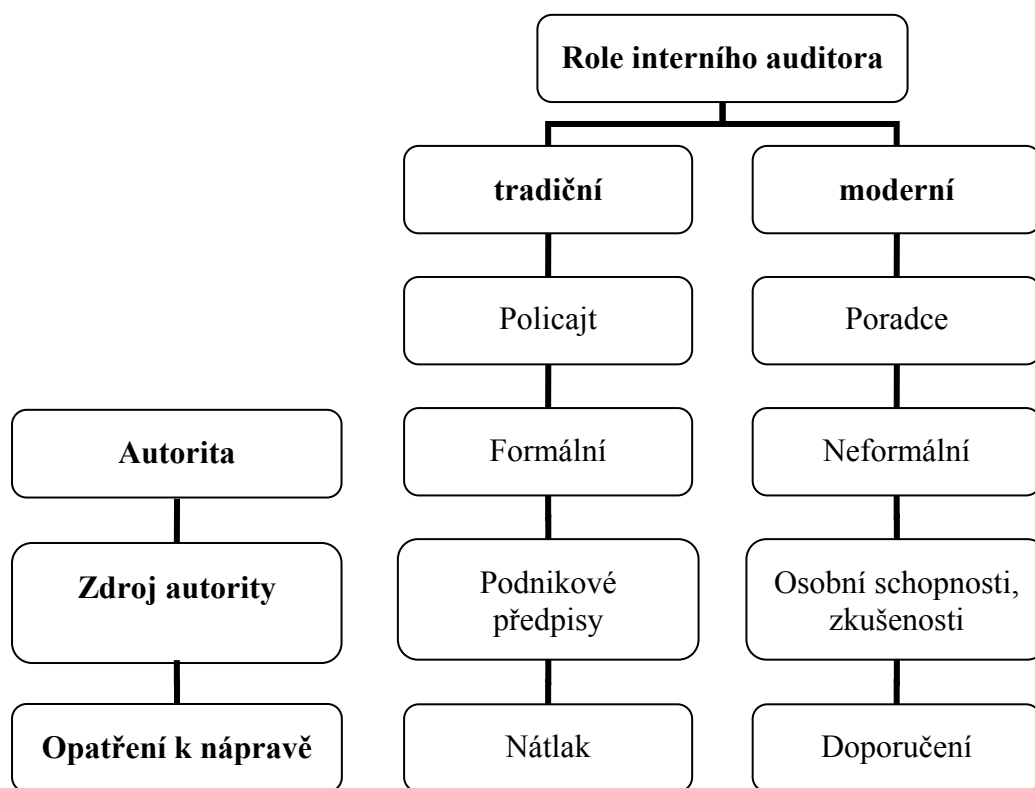 Role interního auditora
tradiční
moderní
Policajt
Poradce
Autorita
Formální
Neformální
Zdroj autority
Podnikové
předpisy
Osobní schopnosti,
zkušenosti
Opatření k nápravě
Nátlak
Doporučení